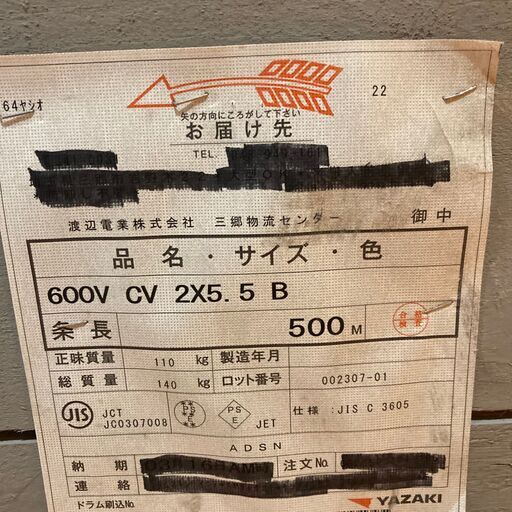 64ヤシオ
22
矢の方向にころがして下さい
お届け先
TEL
渡辺電業株式会社 三郷物流センター 御中
品名・サイズ・色
600V CV 2X5.5 B
条長 500 M
正味質量 110 kg 製造年月
総質量 140 kg ロット番号 002307-01
JIS JCT JC0307008 PSE JET 仕様：JIS C 3605
ADSN
納期 注文No.
連絡
ドラム刷込No. YAZAKI